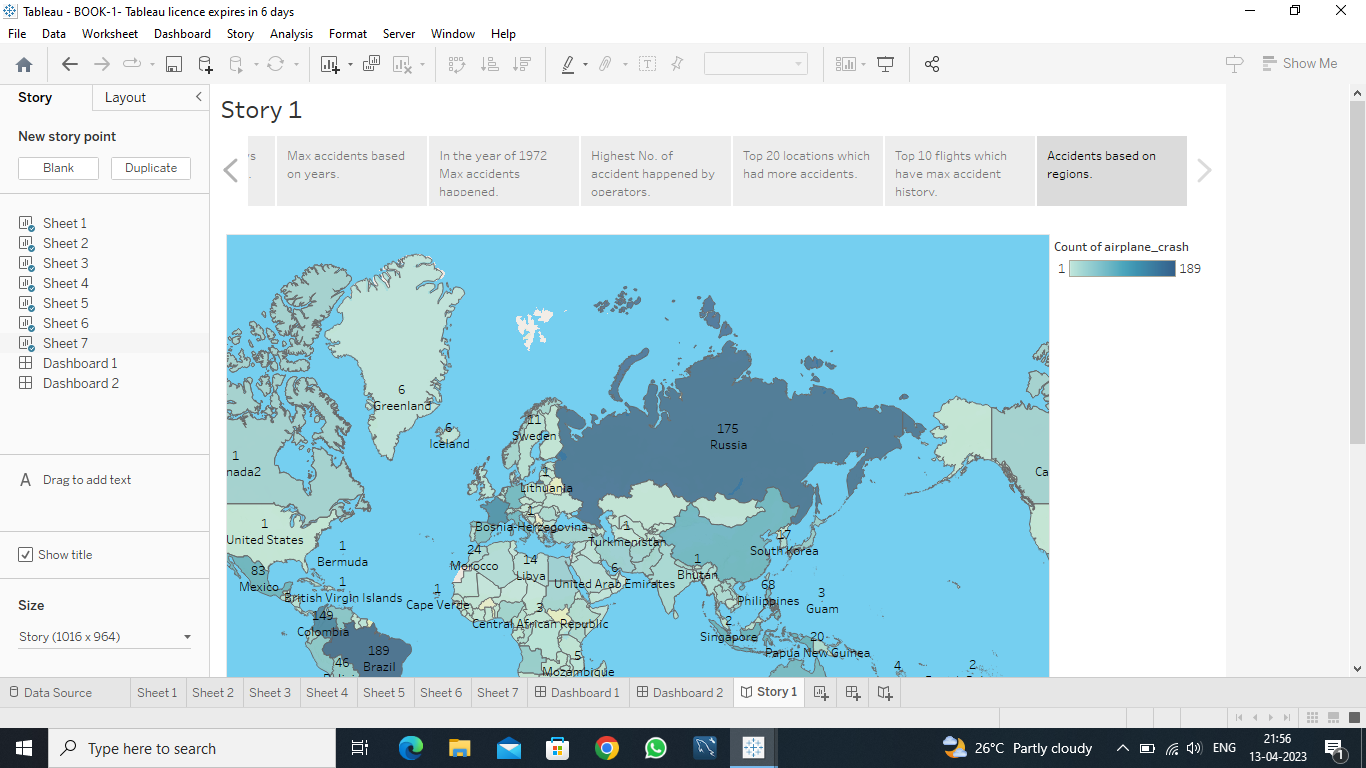 Tableau - BOOK-1- Tableau licence expires in 6 days
File Data Worksheet Dashboard Story Analysis Format Server Window Help
Show Me
Story Layout
New story point
Blank Duplicate
Sheet 1
Sheet 2
Sheet 3
Sheet 4
Sheet 5
Sheet 6
Sheet 7
Dashboard 1
Dashboard 2
Drag to add text
Show title
Size
Story (1016 x 964)
Story 1
Max accidents based
on years.
In the year of 1972
Max accidents
happened.
Highest No. of
accident happened by
operators.
Top 20 locations which
had more accidents.
Top 10 flights which
have max accident
history.
Accidents based on
regions.
Count of airplane_crash
1 189
6
Greenland
6
Iceland
11
Sweden
175
Russia
1
nada2
Ca
1
Lithuania
1
United States
1
Bosnia-Herzegovina
1
Turkmenistan
17
South Korea
1
Bermuda
24
Morocco
14
Libya
6
United Arab Emirates
1
Bhutan
83
Mexico
1
British Virgin Islands
1
Cape Verde
3
Central African Republic
68
Philippines
3
Guam
149
Colombia
2
Singapore
20
Papua New Guinea
189
Brazil
46
5
Mozambique
4
2
Data Source Sheet 1 Sheet 2 Sheet 3 Sheet 4 Sheet 5 Sheet 6 Sheet 7 Dashboard 1 Dashboard 2 Story 1
Type here to search
26°C Partly cloudy
ENG
21:56
13-04-2023
1